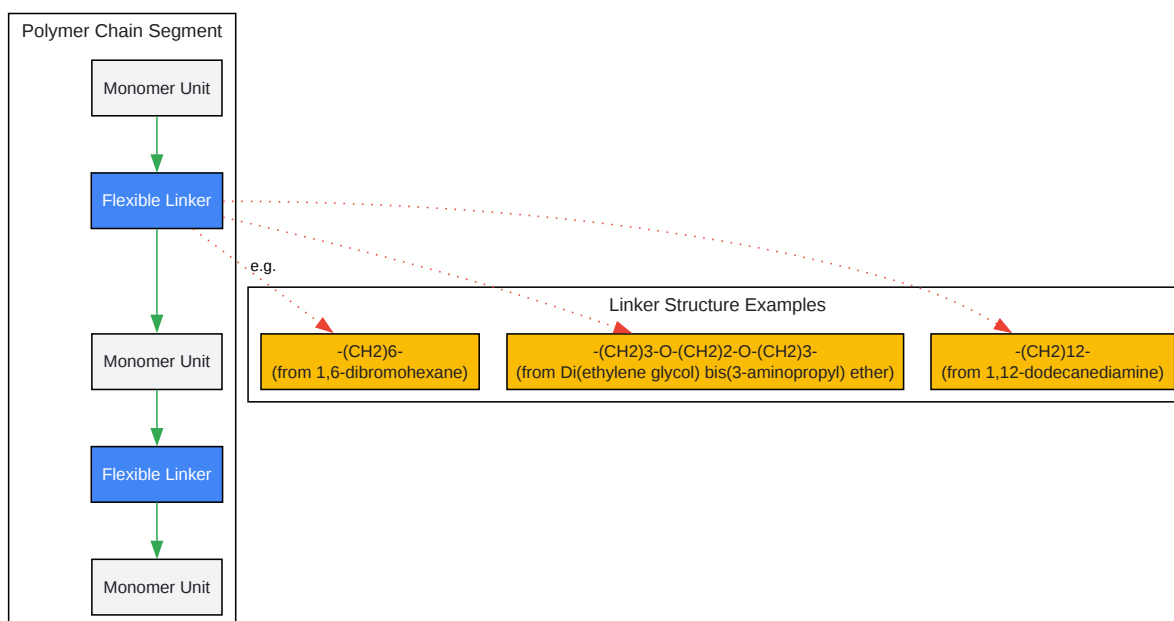 Polymer Chain Segment
Monomer Unit
Flexible Linker
e.g.
Linker Structure Examples
Monomer Unit
-(CH2)6-
(from 1,6-dibromohexane)
-(CH2)3-O-(CH2)2-O-(CH2)3-
(from Di(ethylene glycol) bis(3-aminopropyl) ether)
-(CH2)12-
(from 1,12-dodecanediamine)
Flexible Linker
Monomer Unit